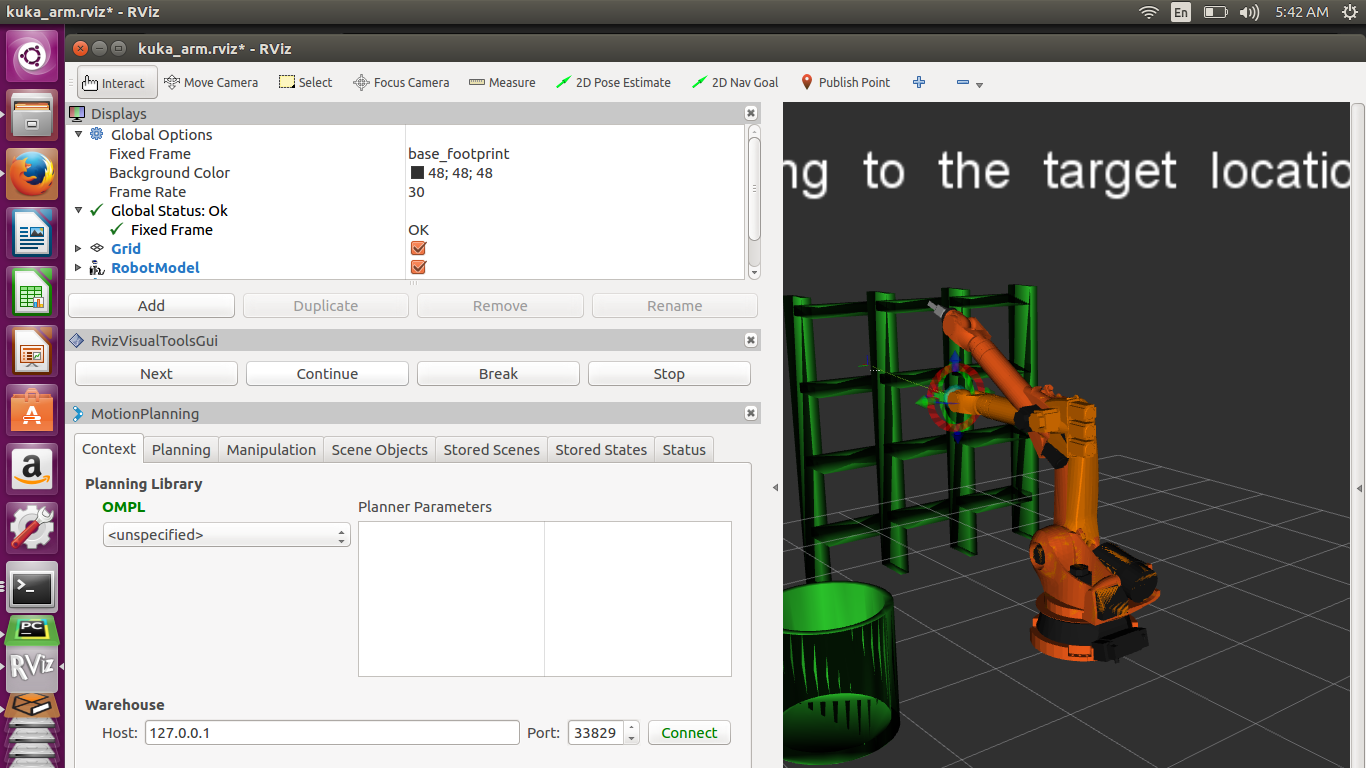 kuka_arm.rviz* - RViz
En
5:42 AM
kuka_arm.rviz* - RViz
Interact
Move Camera
Select
Focus Camera
Measure
2D Pose Estimate
2D Nav Goal
Publish Point
Displays
Global Options
Fixed Frame
base_footprint
Background Color
48; 48; 48
Frame Rate
30
Global Status: Ok
Fixed Frame
OK
Grid
RobotModel
Add
Duplicate
Remove
Rename
RvizVisualToolsGui
Next
Continue
Break
Stop
MotionPlanning
Context
Planning
Manipulation
Scene Objects
Stored Scenes
Stored States
Status
Planning Library
OMPL
Planner Parameters
<unspecified>
Warehouse
Host:
127.0.0.1
Port:
33829
Connect
ng to the target locatio
PC
RViz